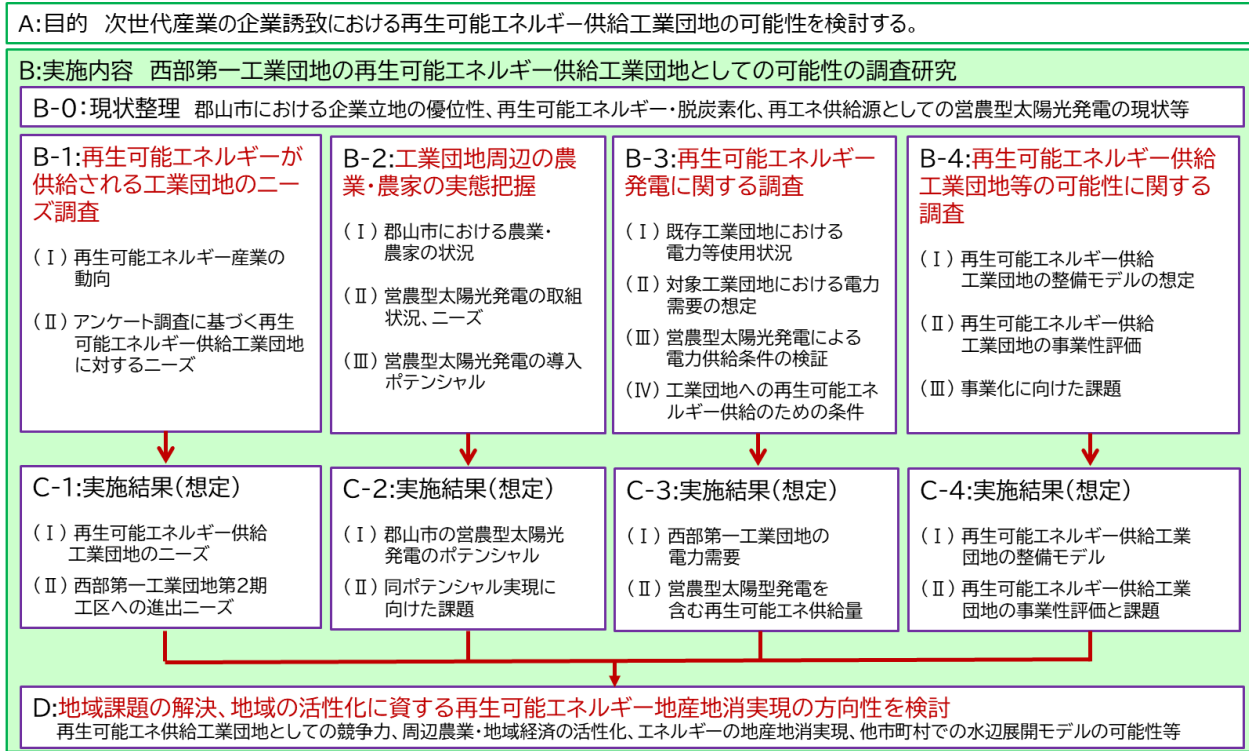 A:目的 次世代産業の企業誘致における再生可能エネルギー供給工業団地の可能性を検討する。
B:実施内容 西部第一工業団地の再生可能エネルギー供給工業団地としての可能性の調査研究
B-0:現状整理 郡山市における企業立地の優位性、再生可能エネルギー・脱炭素化、再エネ供給源としての営農型太陽光発電の現状等
B-1:再生可能エネルギーが
供給される工業団地のニー
ズ調査
(Ⅰ)再生可能エネルギー産業の
動向
(Ⅱ)アンケート調査に基づく再生
可能エネルギー供給工業団地
に対するニーズ
B-2:工業団地周辺の農
業・農家の実態把握
(Ⅰ)郡山市における農業・
農家の状況
(Ⅱ)営農型太陽光発電の取組
状況、ニーズ
(Ⅲ)営農型太陽光発電の導入
ポテンシャル
B-3:再生可能エネルギー
発電に関する調査
(Ⅰ)既存工業団地における
電力等使用状況
(Ⅱ)対象工業団地における電力
需要の想定
(Ⅲ)営農型太陽光発電による
電力供給条件の検証
(Ⅳ)工業団地への再生可能エネ
ルギー供給のための条件
B-4:再生可能エネルギー供給
工業団地等の可能性に関する
調査
(Ⅰ)再生可能エネルギー供給
工業団地の整備モデルの想定
(Ⅱ)再生可能エネルギー供給
工業団地の事業性評価
(Ⅲ)事業化に向けた課題
C-1:実施結果(想定)
(Ⅰ)再生可能エネルギー供給
工業団地のニーズ
(Ⅱ)西部第一工業団地第2期
工区への進出ニーズ
C-2:実施結果(想定)
(Ⅰ)郡山市の営農型太陽光
発電のポテンシャル
(Ⅱ)同ポテンシャル実現に
向けた課題
C-3:実施結果(想定)
(Ⅰ)西部第一工業団地の
電力需要
(Ⅱ)営農型太陽型発電を
含む再生可能エネ供給量
C-4:実施結果(想定)
(Ⅰ)再生可能エネルギー供給工業
団地の整備モデル
(Ⅱ)再生可能エネルギー供給工業
団地の事業性評価と課題
D:地域課題の解決、地域の活性化に資する再生可能エネルギー地産地消実現の方向性を検討
再生可能エネ供給工業団地としての競争力、周辺農業・地域経済の活性化、エネルギーの地産地消実現、他市町村での水辺展開モデルの可能性等